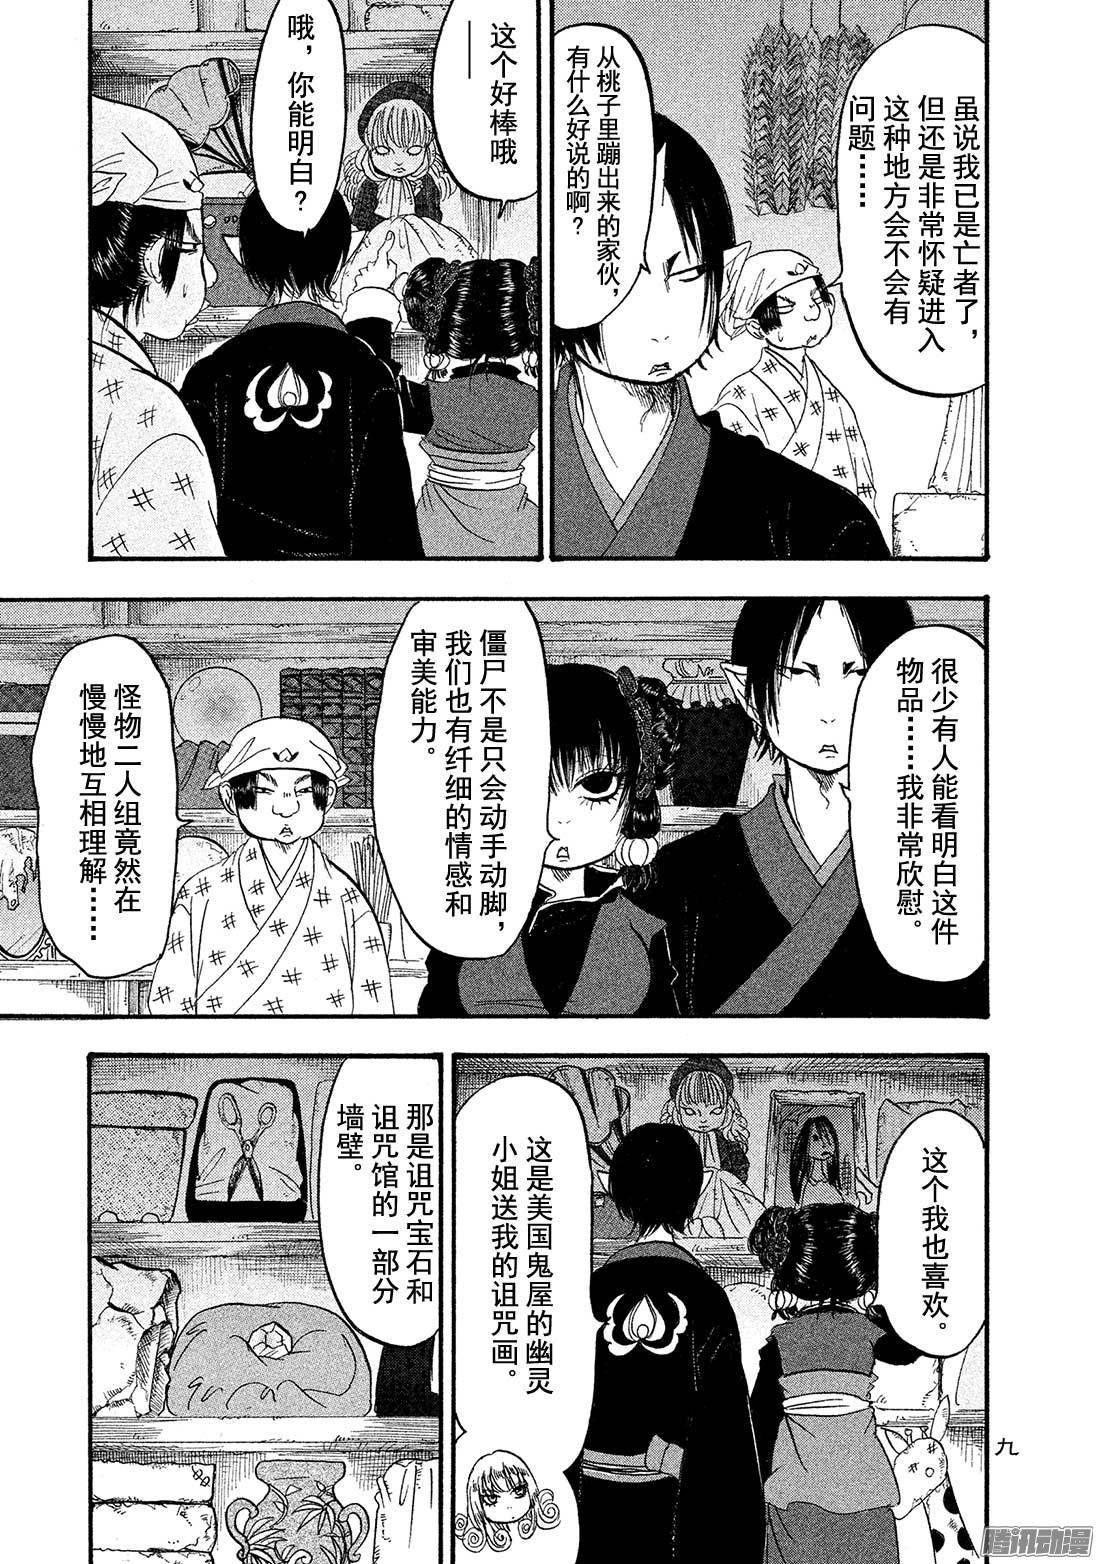 虽说我已是亡者了，
但还是非常怀疑进入
这种地方会不会有
问题……
从桃子里蹦出来的家伙，
有什么好说的啊？
这个好棒哦
——
哦，你能明白？
很少有人能看明白这件
物品……我非常欣慰。
僵尸不是只会动手动脚，
我们也有纤细的情感和
审美能力。
怪物二人组竟然在
慢慢地互相理解……
这个我也喜欢。
这是美国鬼屋的幽灵
小姐送我的诅咒画。
那是诅咒宝石和
诅咒馆的一部分
墙壁。
九
腾讯动漫